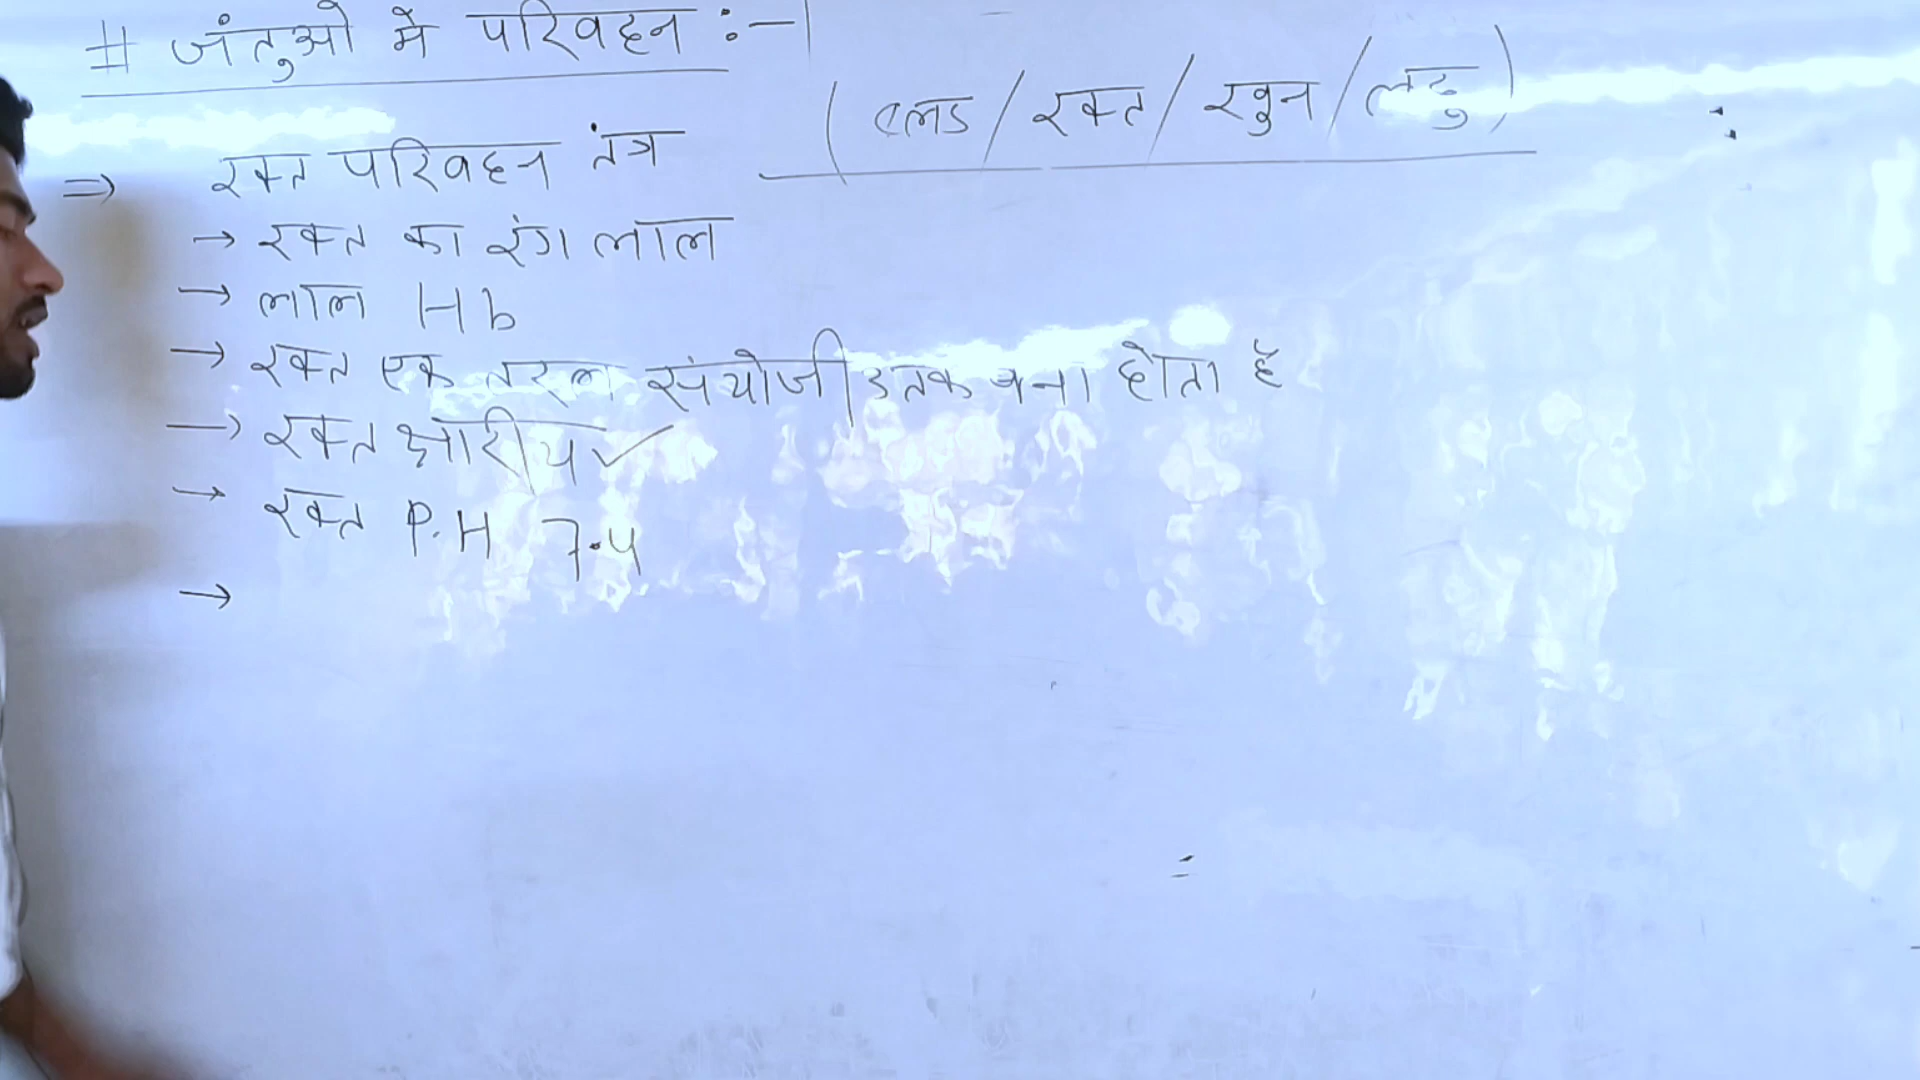 # जंतुओ मे परिवहन :-
(ब्लड / रक्त / खुन / लहु)
⇒ रक्त परिवहन तंत्र
→ रक्त का रंग लाल
→ लाल Hb
→ रक्त एक तरल संयोजी उतक बना होता है
→ रक्त क्षारीय ✓
→ रक्त P.H 7.4
→